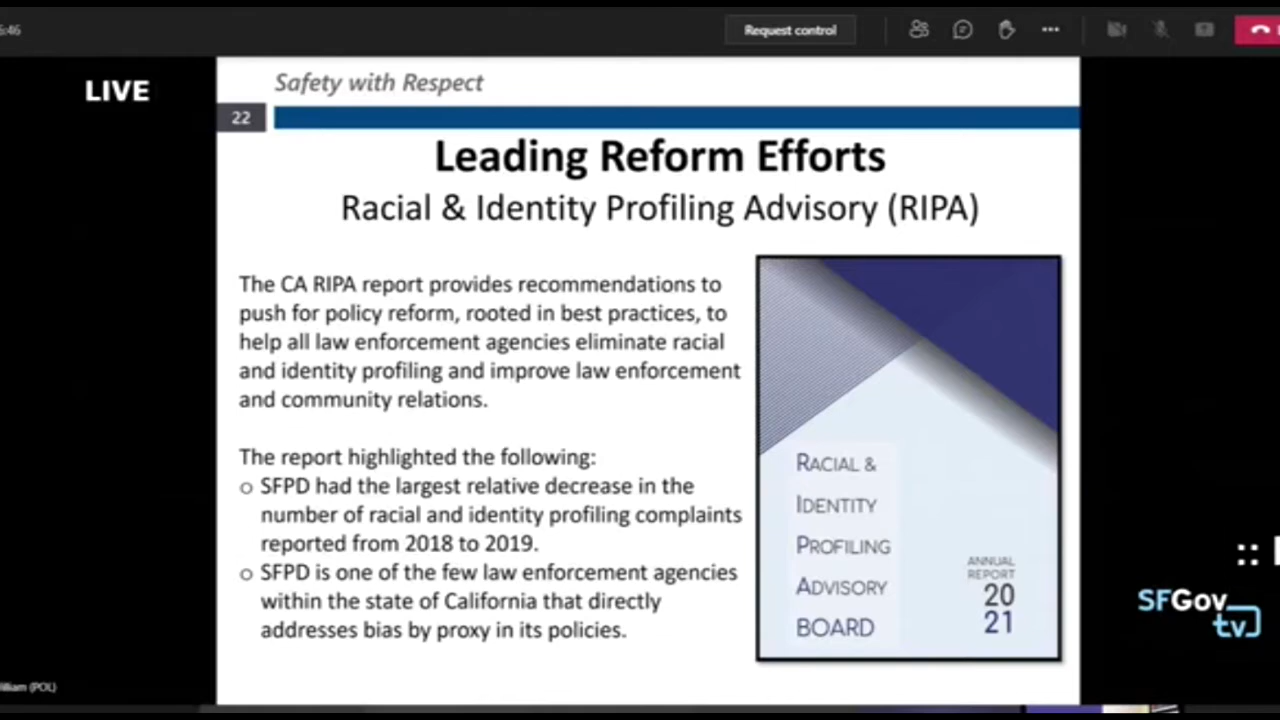 5:46
Request control
LIVE
Safety with Respect
22
Leading Reform Efforts
Racial & Identity Profiling Advisory (RIPA)
The CA RIPA report provides recommendations to
push for policy reform, rooted in best practices, to
help all law enforcement agencies eliminate racial
and identity profiling and improve law enforcement
and community relations.
The report highlighted the following:
o SFPD had the largest relative decrease in the
number of racial and identity profiling complaints
reported from 2018 to 2019.
o SFPD is one of the few law enforcement agencies
within the state of California that directly
addresses bias by proxy in its policies.
RACIAL &
IDENTITY
PROFILING
ADVISORY
BOARD
ANNUAL
REPORT
20
21
SFGov
tv
illiam (POL)